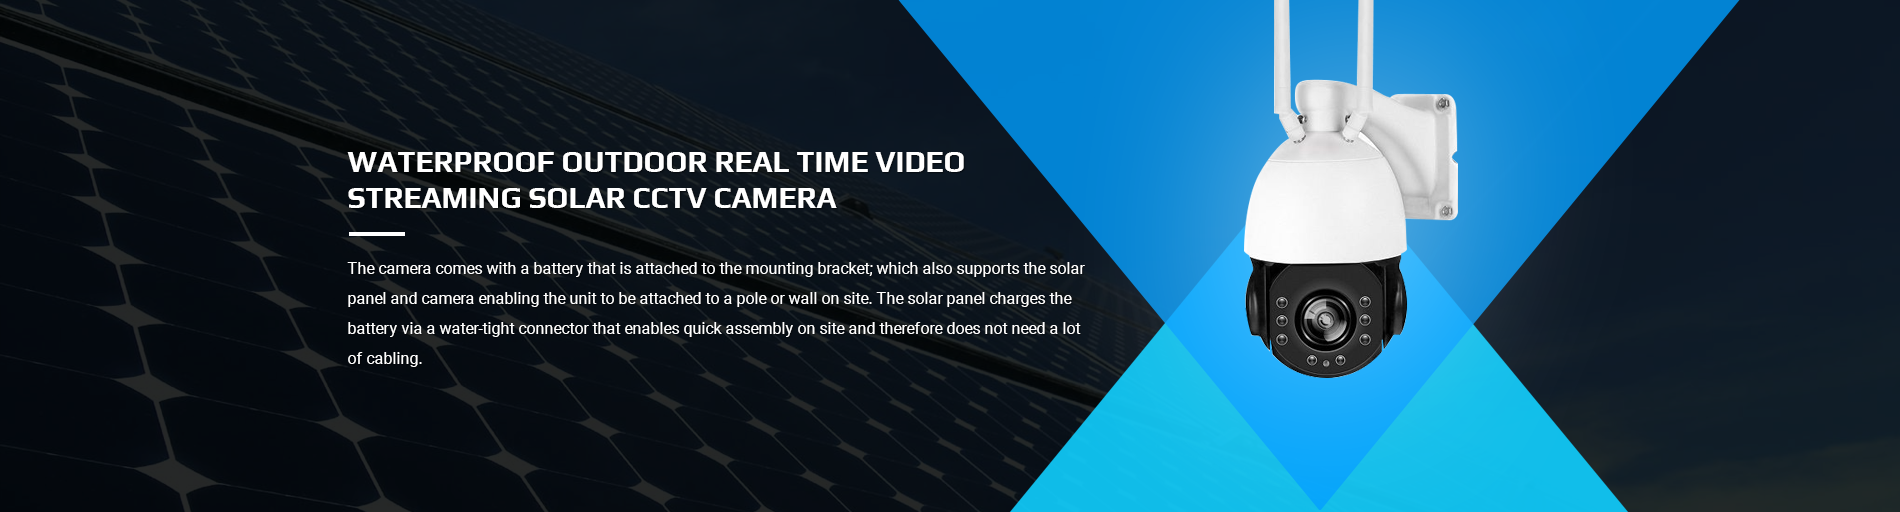 WATERPROOF OUTDOOR REAL TIME VIDEO
STREAMING SOLAR CCTV CAMERA
The camera comes with a battery that is attached to the mounting bracket; which also supports the solar
panel and camera enabling the unit to be attached to a pole or wall on site. The solar panel charges the
battery via a water-tight connector that enables quick assembly on site and therefore does not need a lot
of cabling.